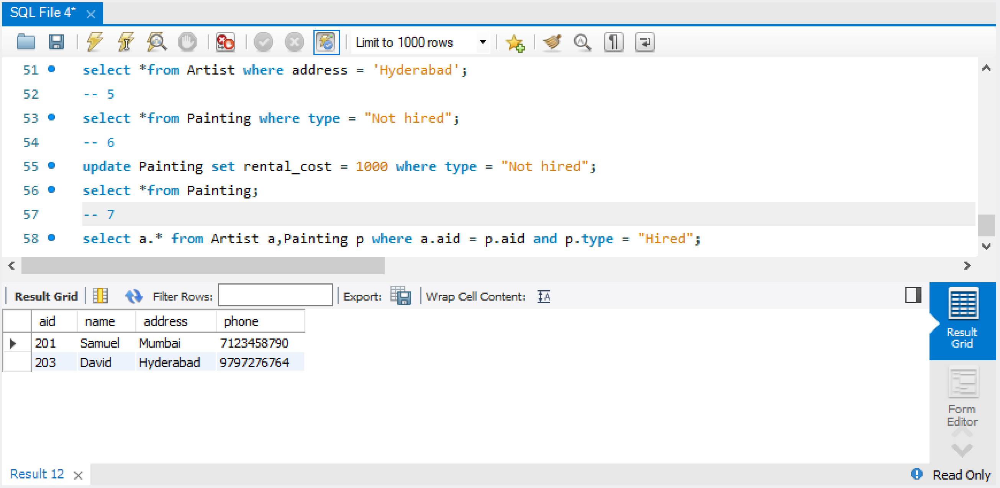 SQL File 4*
Limit to 1000 rows
51 select *from Artist where address = 'Hyderabad';
52 -- 5
53 select *from Painting where type = "Not hired";
54 -- 6
55 update Painting set rental_cost = 1000 where type = "Not hired";
56 select *from Painting;
57 -- 7
58 select a.* from Artist a,Painting p where a.aid = p.aid and p.type = "Hired";
Result Grid Filter Rows: Export: Wrap Cell Content:
aid name address phone
201 Samuel Mumbai 7123458790
203 David Hyderabad 9797276764
Result
Grid
Form
Editor
Result 12
Read Only